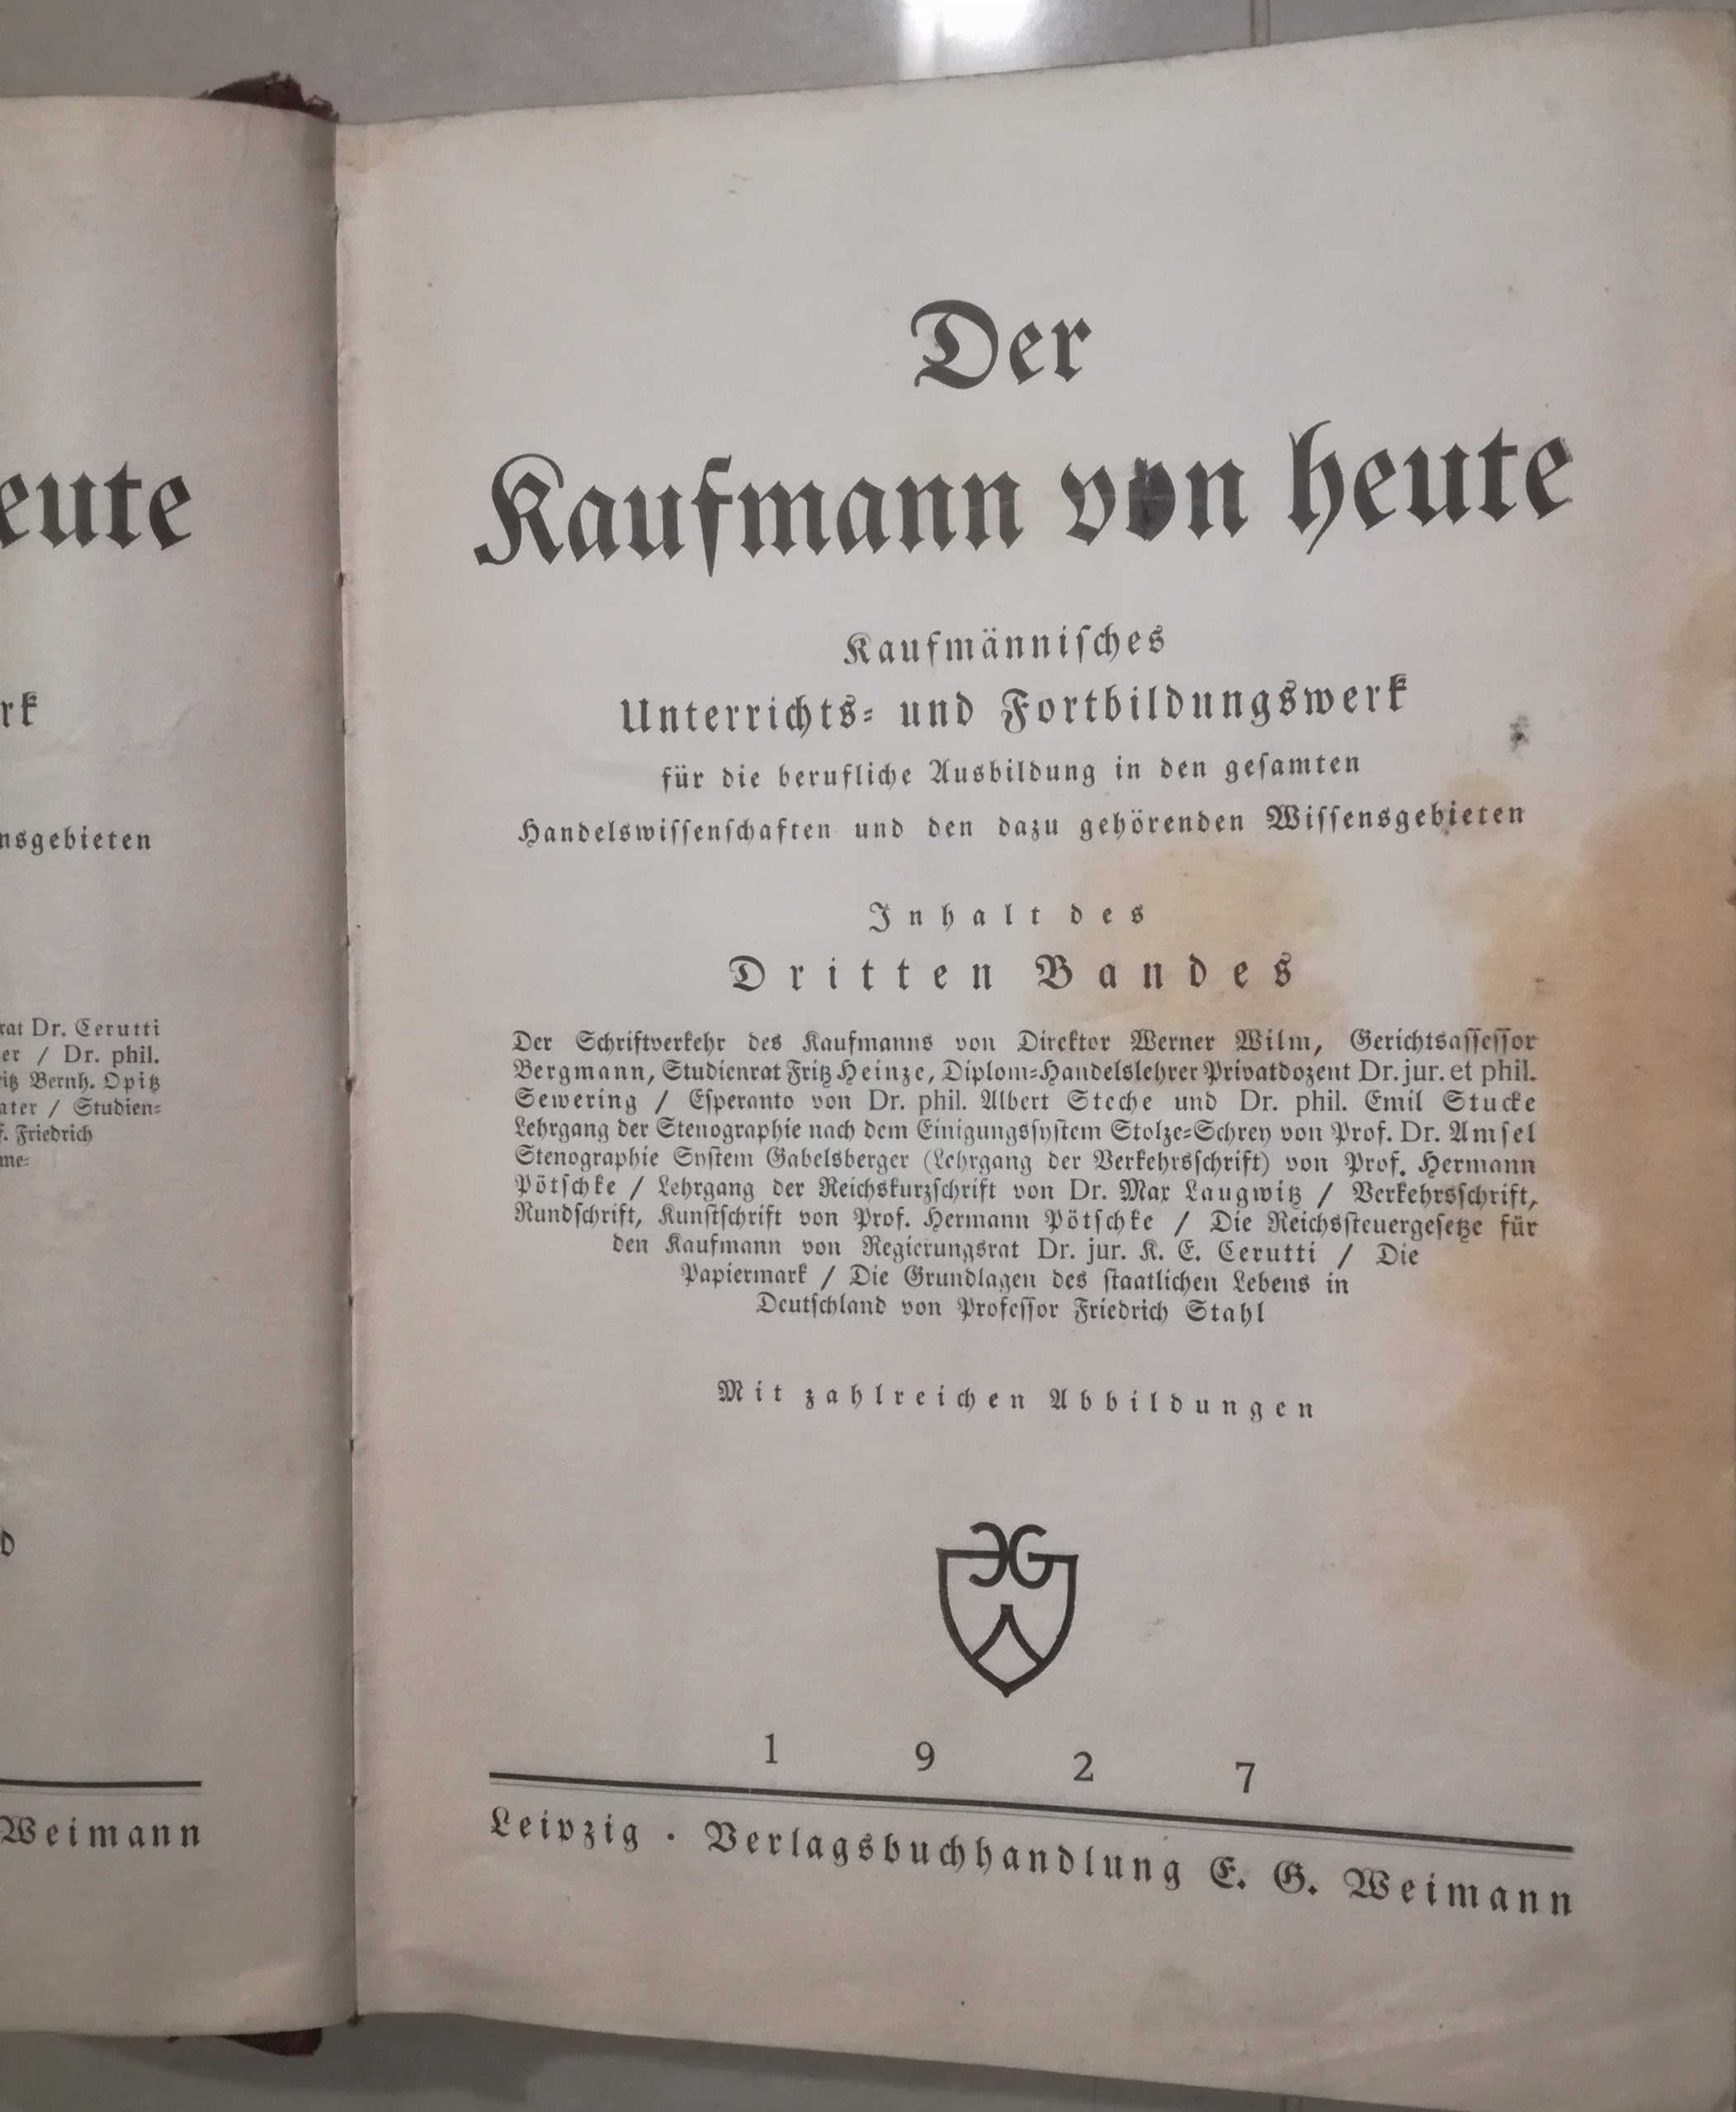 eute
rk
nsgebieten
rat Dr. Cerutti
er / Dr. phil.
itz Bernh. Opitz
ater / Studien=
f. Friedrich
me=
d
Weimann
Der
Kaufmann von heute
Kaufmänniſches
Unterrichts= und Fortbildungswerk
für die berufliche Ausbildung in den geſamten
Handelswiſſenſchaften und den dazu gehörenden Wiſſensgebieten
Inhalt des
Dritten Bandes
Der Schriftverkehr des Kaufmanns von Direktor Werner Wilm, Gerichtsaſſeſſor
Bergmann, Studienrat Fritz Heinze, Diplom=Handelslehrer Privatdozent Dr. jur. et phil.
Sewering / Eſperanto von Dr. phil. Albert Steche und Dr. phil. Emil Stucke
Lehrgang der Stenographie nach dem Einigungsſyſtem Stolze=Schrey von Prof. Dr. Amſel
Stenographie Syſtem Gabelsberger (Lehrgang der Verkehrsſchrift) von Prof. Hermann
Pötſchke / Lehrgang der Reichskurzſchrift von Dr. Max Laugwitz / Verkehrsſchrift,
Rundſchrift, Kunſtſchrift von Prof. Hermann Pötſchke / Die Reichsſteuergeſetze für
den Kaufmann von Regierungsrat Dr. jur. K. E. Cerutti / Die
Papiermark / Die Grundlagen des ſtaatlichen Lebens in
Deutſchland von Profeſſor Friedrich Stahl
Mit zahlreichen Abbildungen
EG
W
1 9 2 7
Leipzig · Verlagsbuchhandlung E. G. Weimann